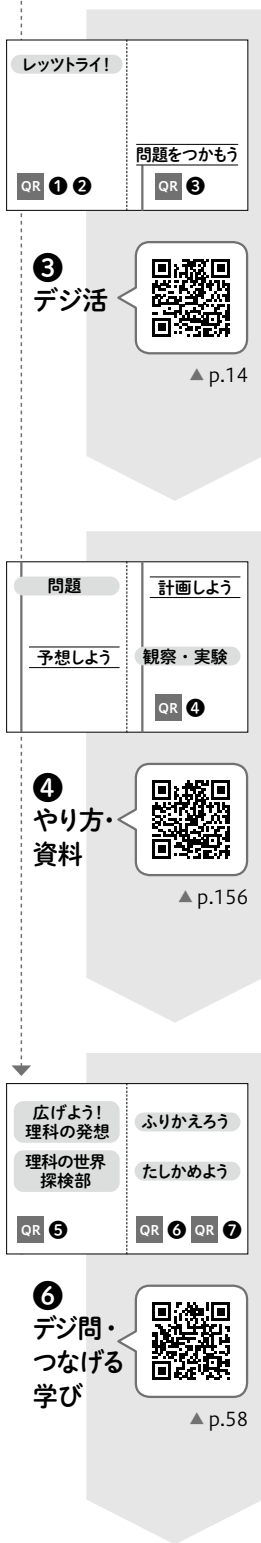 レッツトライ！
問題をつかもう
QR ❶ ❷
QR ❸
❸
デジ活
▲ p.14
問題
計画しよう
予想しよう
観察・実験
QR ❹
❹
やり方・
資料
▲ p.156
広げよう！
理科の発想
ふりかえろう
理科の世界
探検部
たしかめよう
QR ❺
QR ❻ QR ❼
❻
デジ問・
つなげる
学び
▲ p.58